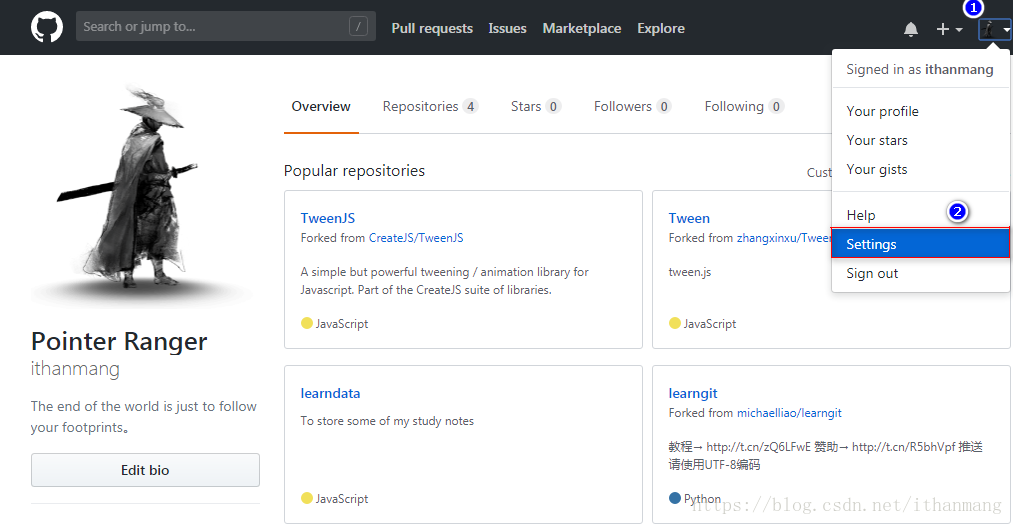 Search or jump to...
/
Pull requests
Issues
Marketplace
Explore
1
Signed in as ithanmang
Your profile
Your stars
Your gists
Help
2
Settings
Sign out
Overview
Repositories 4
Stars 0
Followers 0
Following 0
Popular repositories
Cust
TweenJS
Forked from CreateJS/TweenJS
A simple but powerful tweening / animation library for
Javascript. Part of the CreateJS suite of libraries.
JavaScript
Tween
Forked from zhangxinxu/Tween
tween.js
JavaScript
Pointer Ranger
ithanmang
The end of the world is just to follow
your footprints。
Edit bio
learndata
To store some of my study notes
JavaScript
learngit
Forked from michaelliao/learngit
教程→ http://t.cn/zQ6LFwE 赞助→ http://t.cn/R5bhVpf 推送
请使用UTF-8编码
Python
https://blog.csdn.net/ithanmang